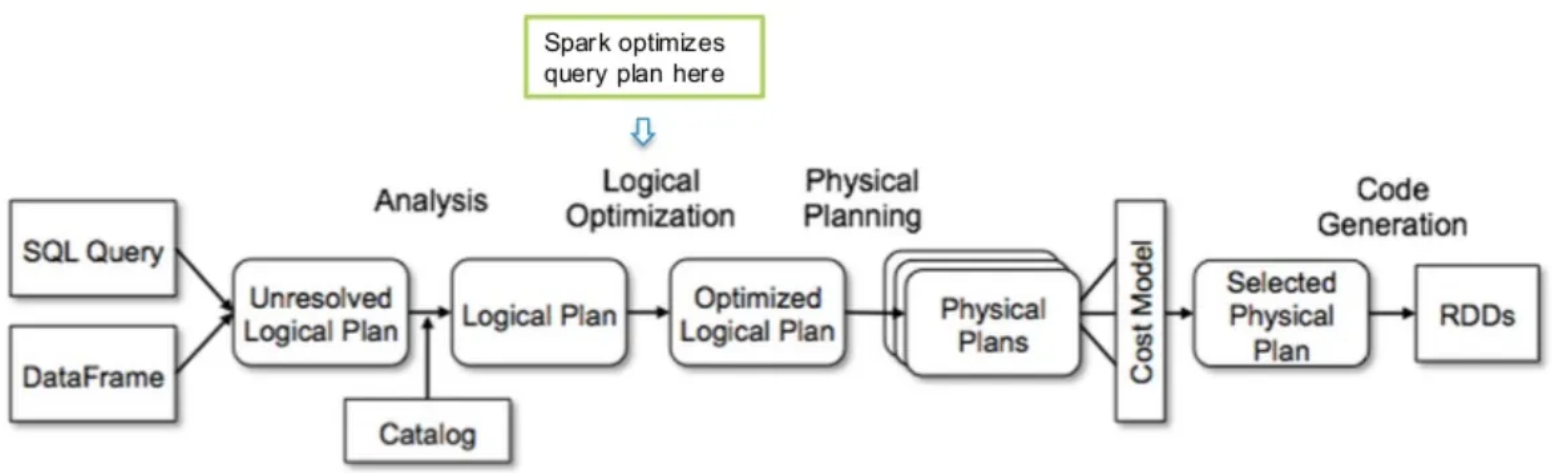 Spark optimizes
query plan here
Analysis
Logical
Optimization
Physical
Planning
Code
Generation
SQL Query
DataFrame
Unresolved
Logical Plan
Catalog
Logical Plan
Optimized
Logical Plan
Physical
Plans
Cost Model
Selected
Physical
Plan
RDDs